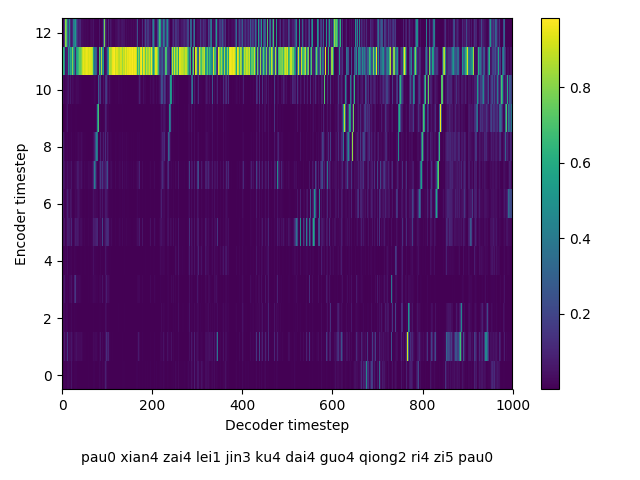 12
10
8
6
4
2
0
Encoder timestep
0 200 400 600 800 1000
Decoder timestep
0.8
0.6
0.4
0.2
pau0 xian4 zai4 lei1 jin3 ku4 dai4 guo4 qiong2 ri4 zi5 pau0